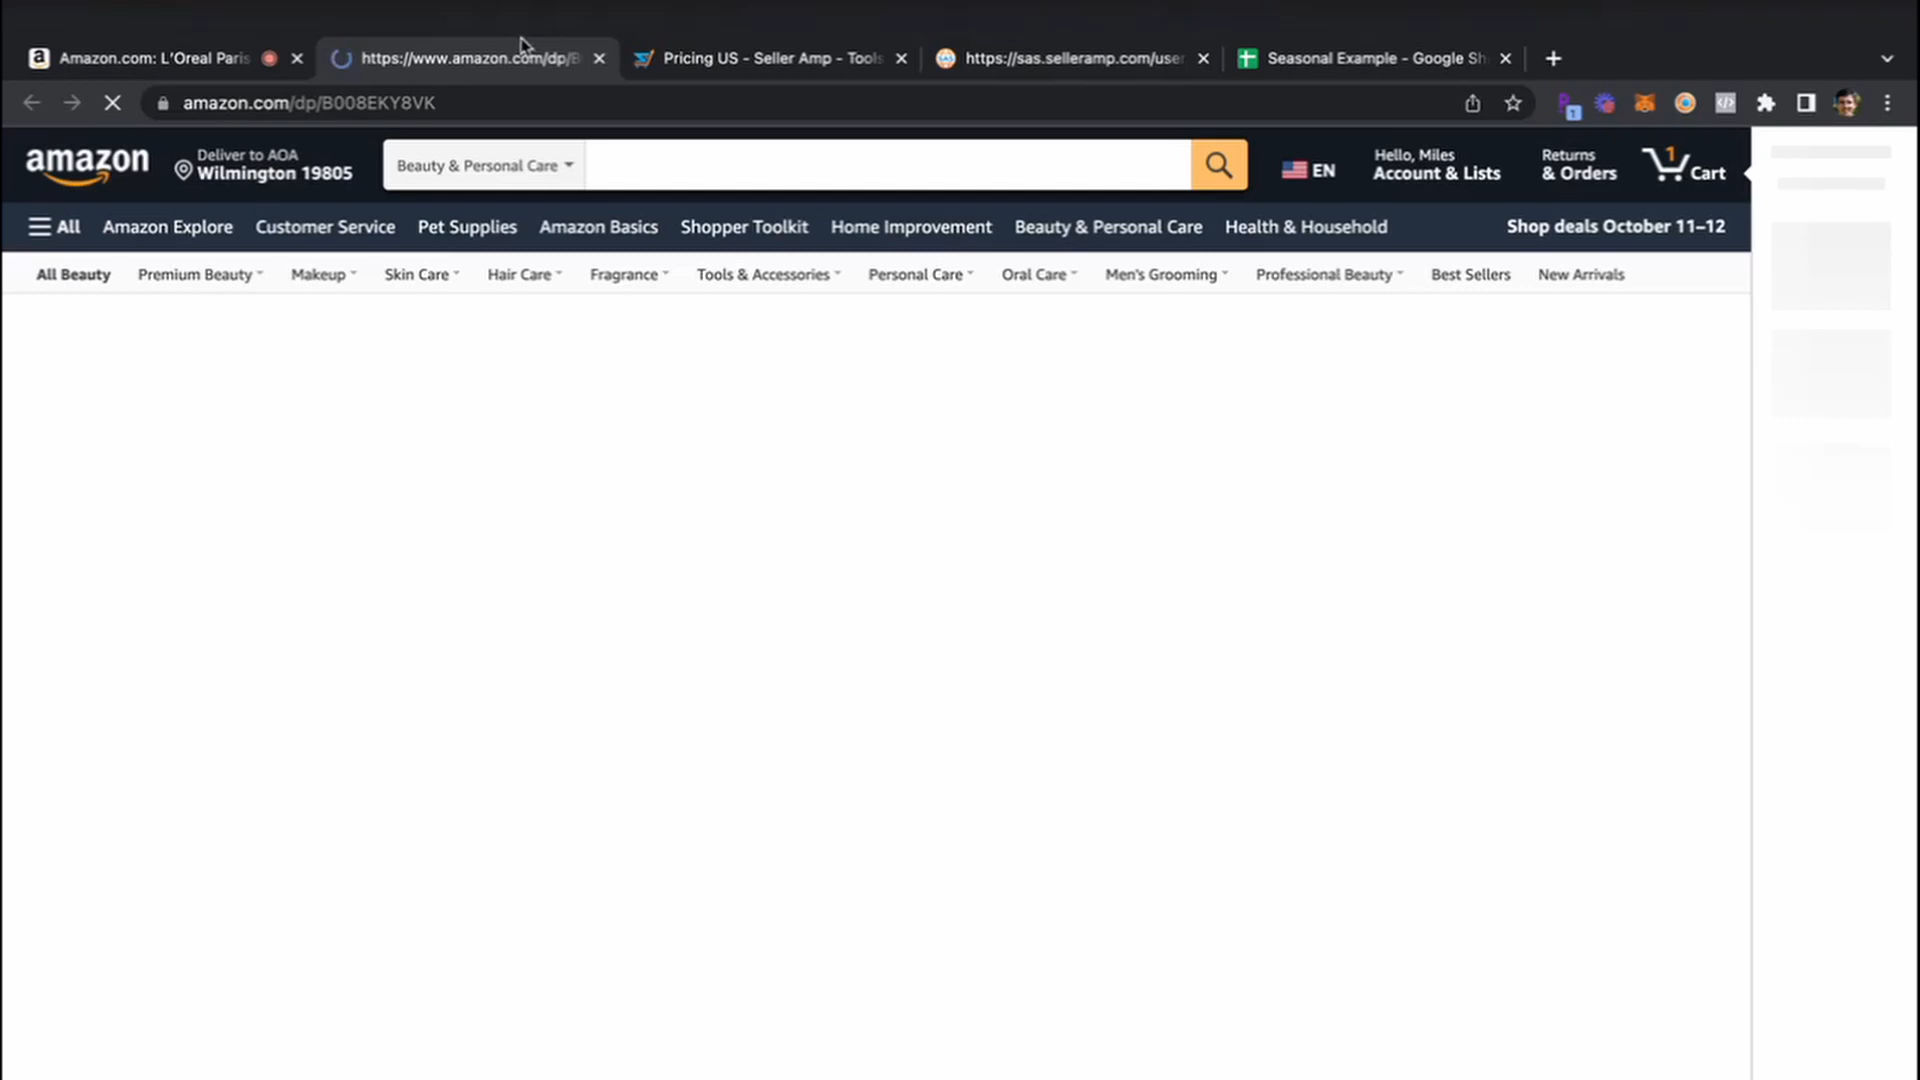 Amazon.com: L'Oreal Paris
https://www.amazon.com/dp/B
Pricing US - Seller Amp - Tools
https://sas.selleramp.com/user
Seasonal Example - Google Sh
amazon.com/dp/B008EKY8VK
1
amazon
Deliver to AOA
Wilmington 19805
Beauty & Personal Care
EN
Hello, Miles
Account & Lists
Returns
& Orders
1
Cart
All
Amazon Explore
Customer Service
Pet Supplies
Amazon Basics
Shopper Toolkit
Home Improvement
Beauty & Personal Care
Health & Household
Shop deals October 11–12
All Beauty
Premium Beauty
Makeup
Skin Care
Hair Care
Fragrance
Tools & Accessories
Personal Care
Oral Care
Men's Grooming
Professional Beauty
Best Sellers
New Arrivals